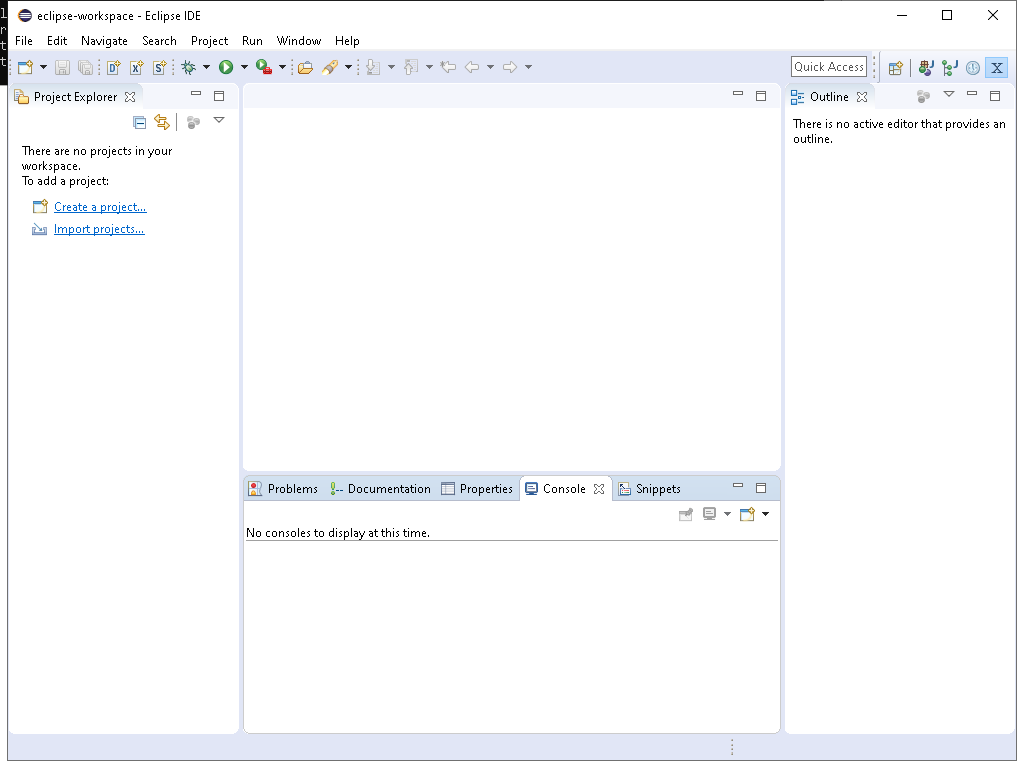 eclipse-workspace - Eclipse IDE
File Edit Navigate Search Project Run Window Help
Quick Access
Project Explorer
There are no projects in your
workspace.
To add a project:
Create a project...
Import projects...
Outline
There is no active editor that provides an
outline.
Problems Documentation Properties Console Snippets
No consoles to display at this time.